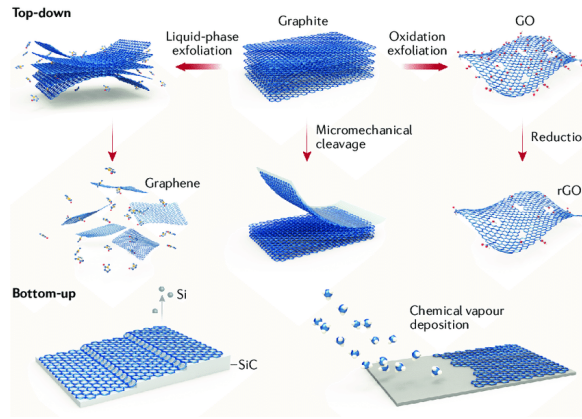 Top-down
Liquid-phase
exfoliation
Graphite
Oxidation
exfoliation
GO
Micromechanical
cleavage
Reduction
Graphene
rGO
Bottom-up
Si
SiC
Chemical vapour
deposition